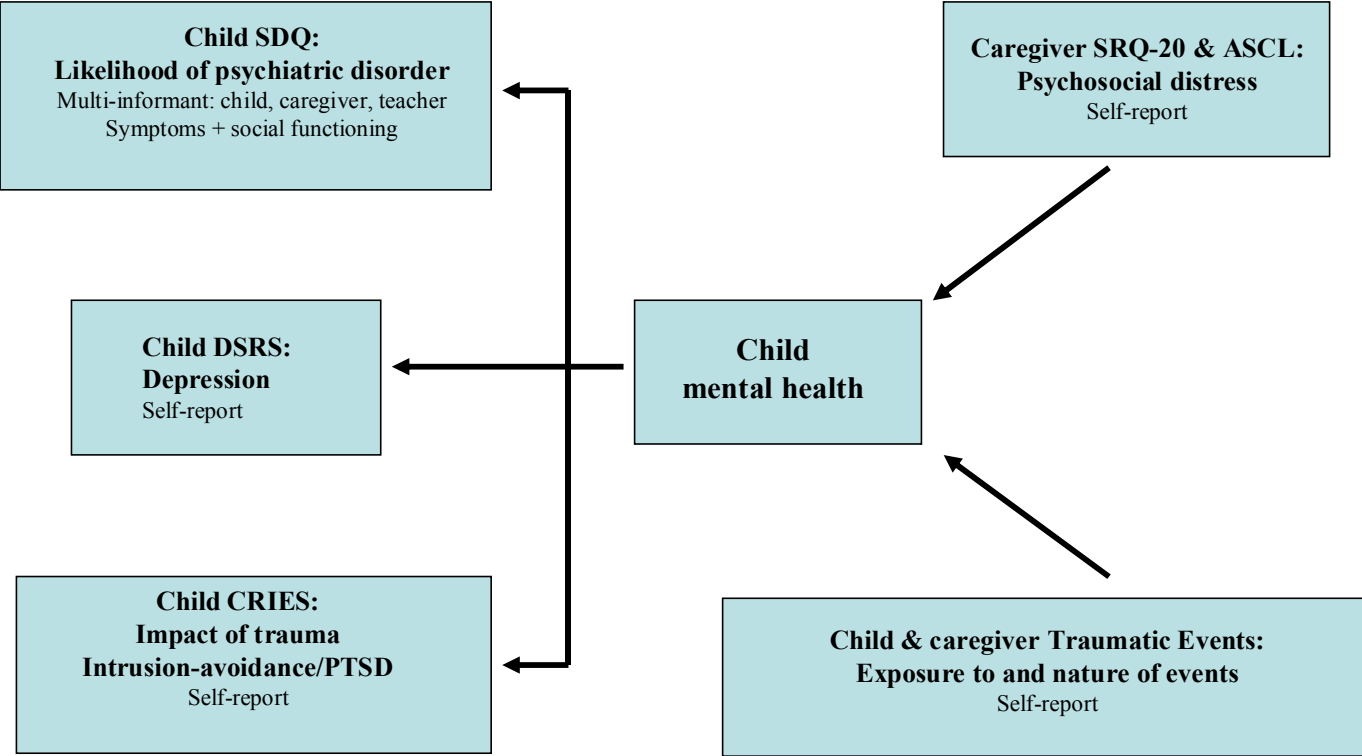 Child SDQ:
Likelihood of psychiatric disorder
Multi-informant: child, caregiver, teacher
Symptoms + social functioning
Caregiver SRQ-20 & ASCL:
Psychosocial distress
Self-report
Child DSRS:
Depression
Self-report
Child
mental health
Child CRIES:
Impact of trauma
Intrusion-avoidance/PTSD
Self-report
Child & caregiver Traumatic Events:
Exposure to and nature of events
Self-report